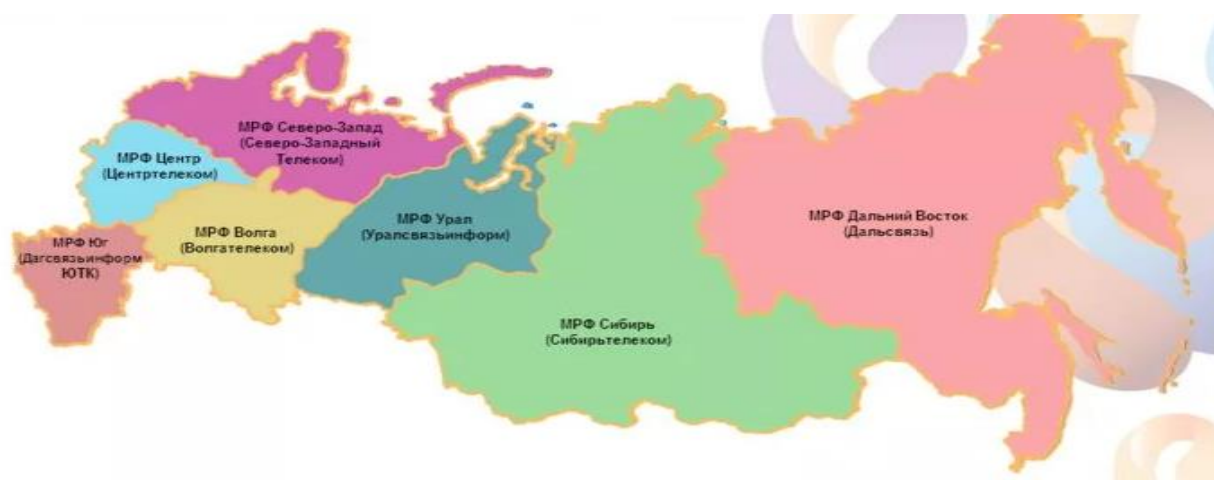 МРФ Северо-Запад
(Северо-Западный
Телеком)
МРФ Центр
(Центртелеком)
МРФ Урал
(Уралсвязьинформ)
МРФ Волга
(Волгателеком)
МРФ Юг
(Дагсвязьинформ
ЮТК)
МРФ Дальний Восток
(Дальсвязь)
МРФ Сибирь
(Сибирьтелеком)